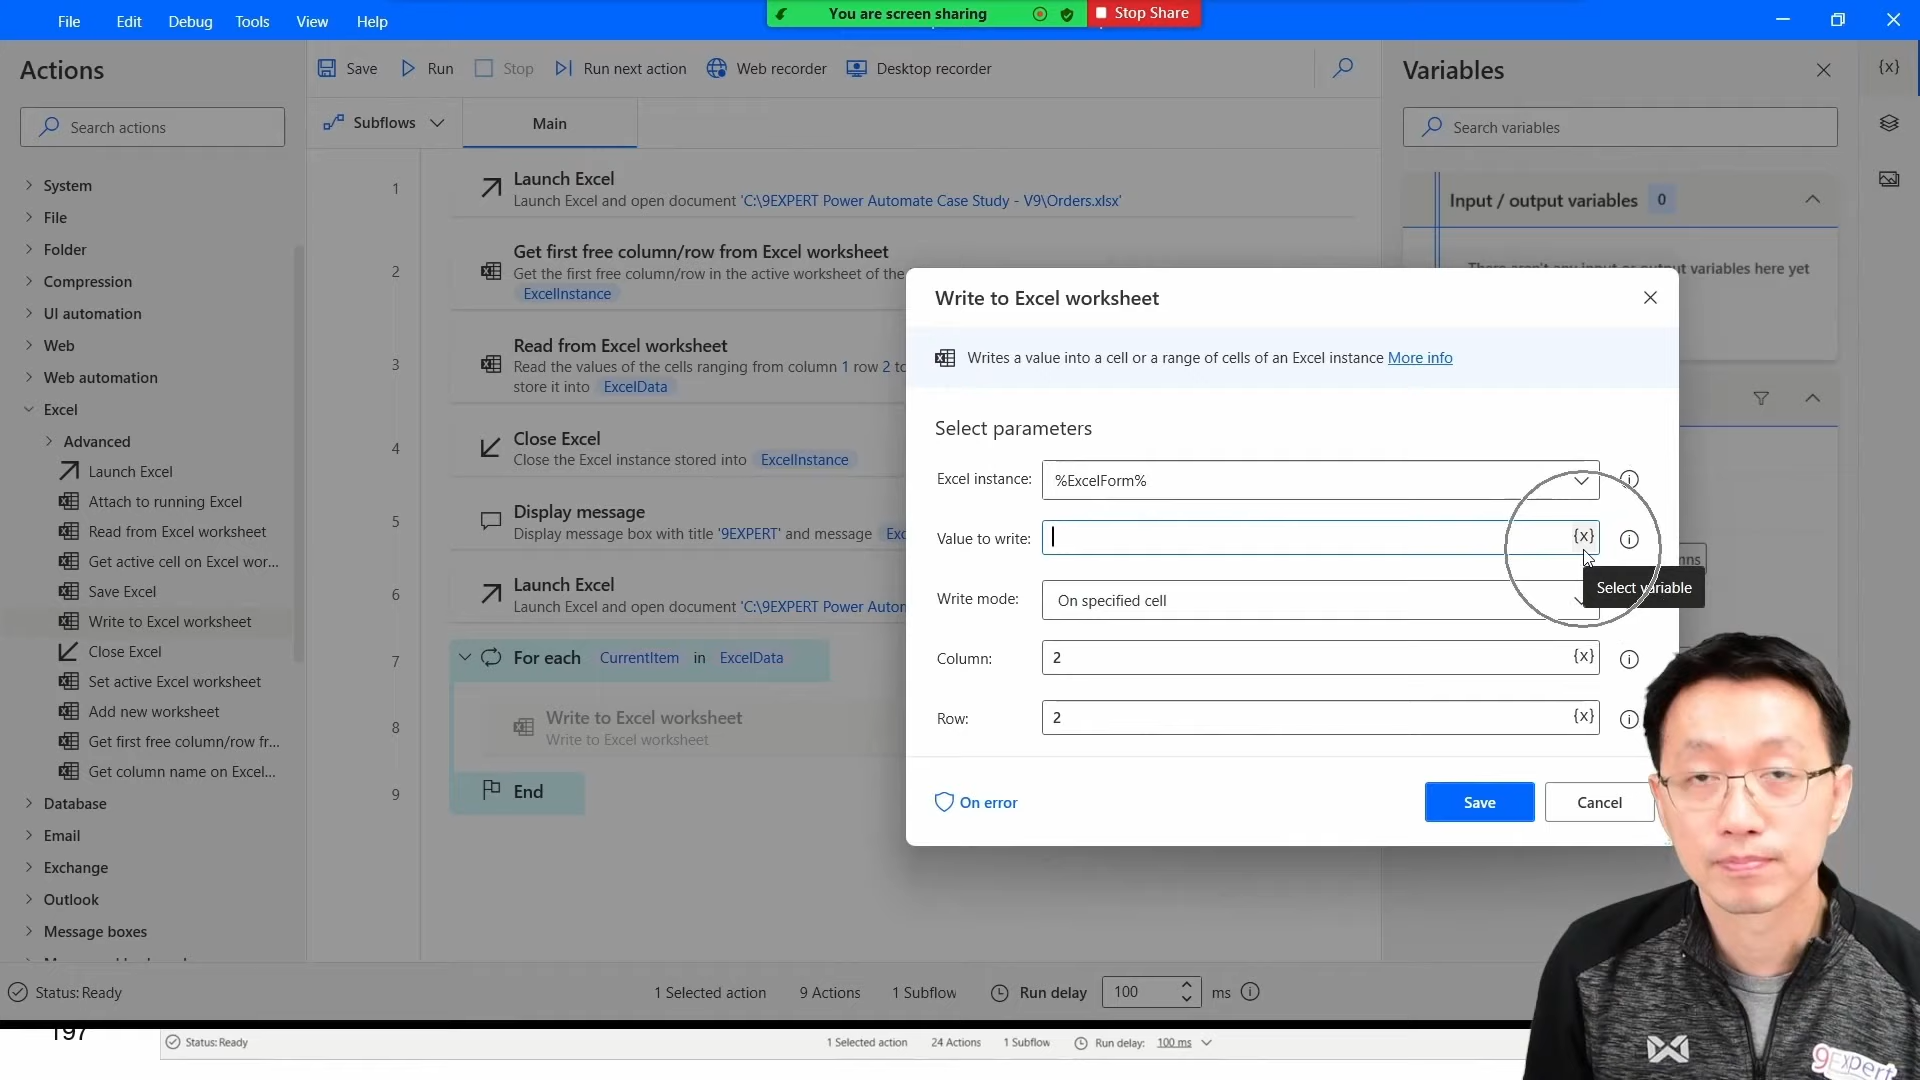 File Edit Debug Tools View Help
You are screen sharing
Stop Share
Actions
Search actions
System
File
Folder
Compression
UI automation
Web
Web automation
Excel
Advanced
Launch Excel
Attach to running Excel
Read from Excel worksheet
Get active cell on Excel wor...
Save Excel
Write to Excel worksheet
Close Excel
Set active Excel worksheet
Add new worksheet
Get first free column/row fr...
Get column name on Excel...
Database
Email
Exchange
Outlook
Message boxes
Save Run Stop Run next action Web recorder Desktop recorder
Subflows Main
1
Launch Excel
Launch Excel and open document 'C:\9EXPERT Power Automate Case Study - V9\Orders.xlsx'
2
Get first free column/row from Excel worksheet
Get the first free column/row in the active worksheet of the
ExcelInstance
3
Read from Excel worksheet
Read the values of the cells ranging from column 1 row 2 to
store it into ExcelData
4
Close Excel
Close the Excel instance stored into ExcelInstance
5
Display message
Display message box with title '9EXPERT' and message
6
Launch Excel
Launch Excel and open document 'C:\9EXPERT Power
7
For each CurrentItem in ExcelData
8
Write to Excel worksheet
Write to Excel worksheet
9
End
Variables
{x}
Search variables
Input / output variables 0
There aren't any input or output variables here yet
Write to Excel worksheet
Writes a value into a cell or a range of cells of an Excel instance More info
Select parameters
Excel instance: %ExcelForm%
Value to write: {x}
Select variable
Write mode: On specified cell
Column: 2 {x}
Row: 2 {x}
On error
Save Cancel
Status: Ready 1 Selected action 9 Actions 1 Subflow Run delay 100 ms
197
Status: Ready 1 Selected action 24 Actions 1 Subflow Run delay: 100 ms
9Expert